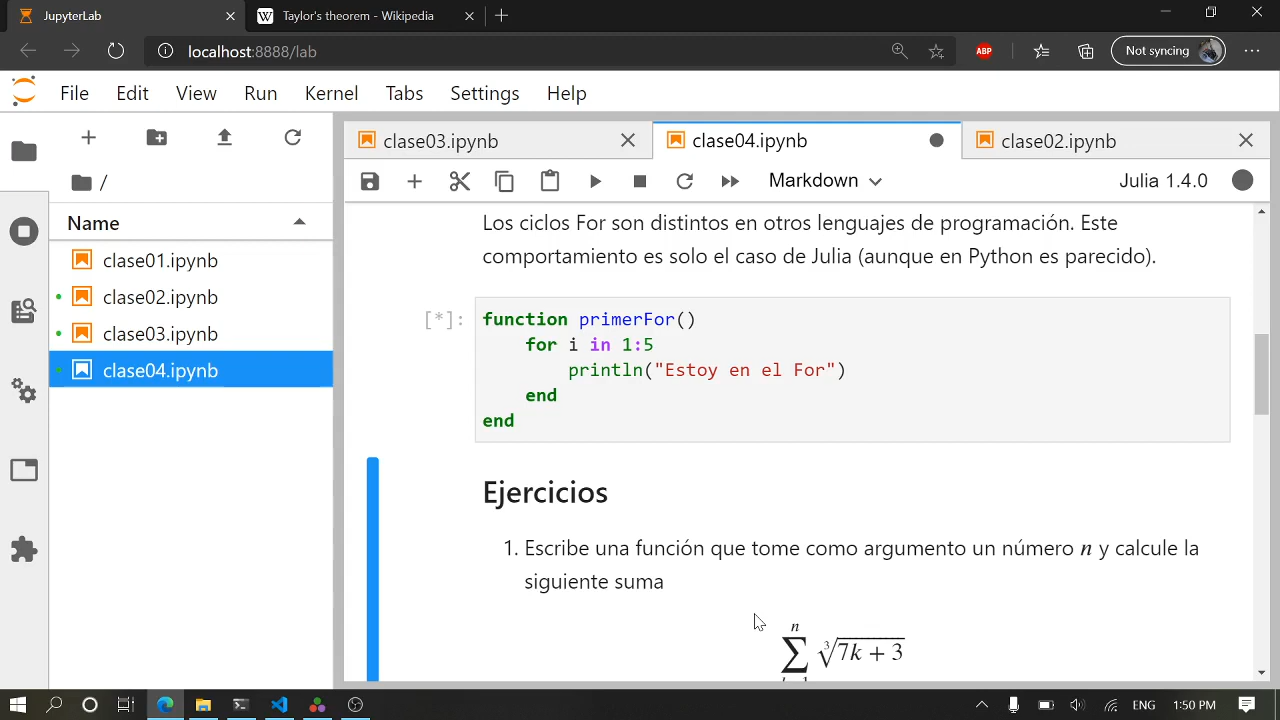 JupyterLab
Taylor's theorem - Wikipedia
localhost:8888/lab
ABP
Not syncing
File Edit View Run Kernel Tabs Settings Help
clase03.ipynb
clase04.ipynb
clase02.ipynb
/
Markdown
Julia 1.4.0
Name
clase01.ipynb
clase02.ipynb
clase03.ipynb
clase04.ipynb
Los ciclos For son distintos en otros lenguajes de programación. Este
comportamiento es solo el caso de Julia (aunque en Python es parecido).
[*]:
function primerFor()
for i in 1:5
println("Estoy en el For")
end
end
Ejercicios
1. Escribe una función que tome como argumento un número n y calcule la
siguiente suma
n
∑ ∛(7k + 3)
ENG 1:50 PM